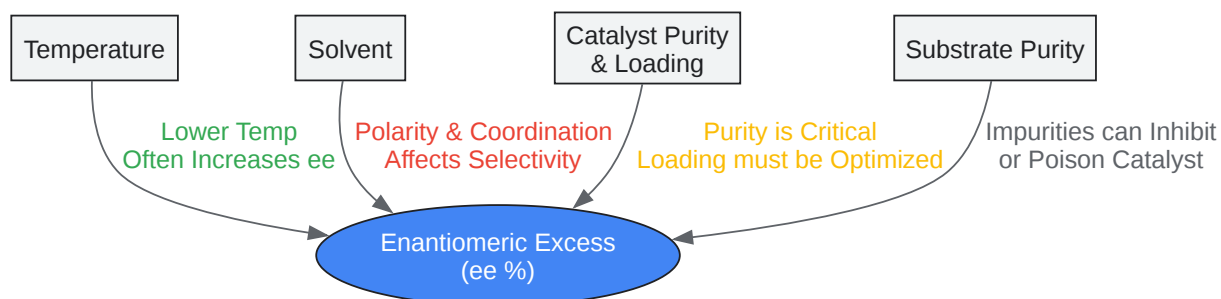 Temperature
Solvent
Catalyst Purity
& Loading
Substrate Purity
Lower Temp
Often Increases ee
Polarity & Coordination
Affects Selectivity
Purity is Critical
Loading must be Optimized
Impurities can Inhibit
or Poison Catalyst
Enantiomeric Excess
(ee %)